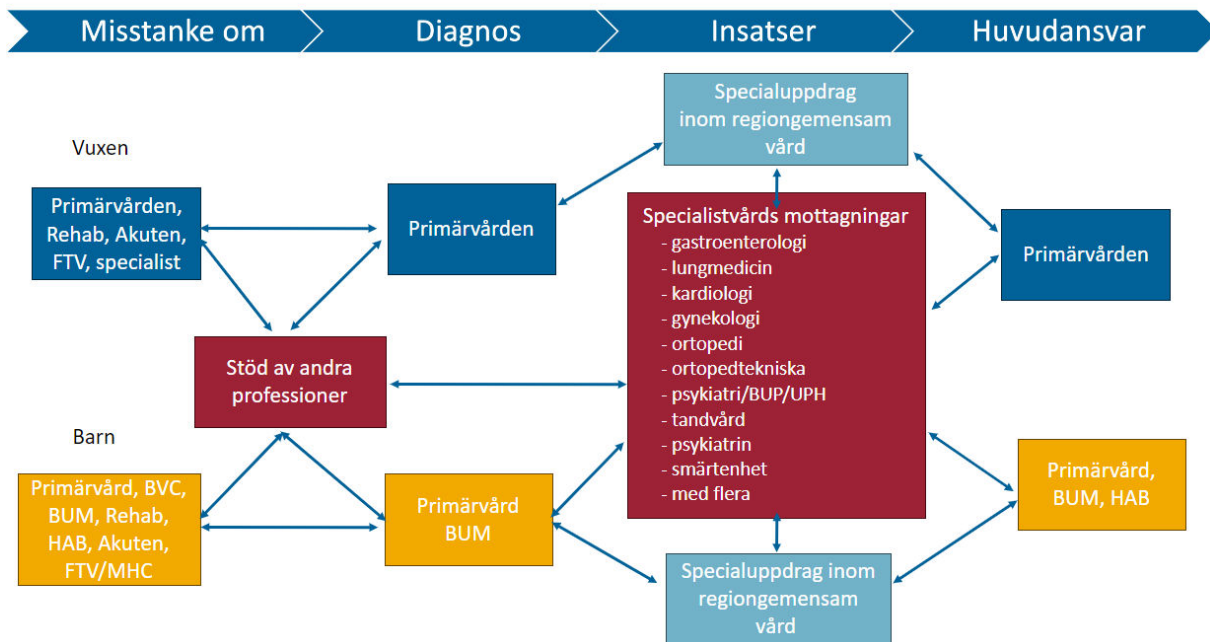 Misstanke om
Diagnos
Insatser
Huvudansvar
Vuxen
Primärvården,
Rehab, Akuten,
FTV, specialist
Primärvården
Specialuppdrag
inom regiongemensam
vård
Specialistvårds mottagningar
- gastroenterologi
- lungmedicin
- kardiologi
- gynekologi
- ortopedi
- ortopedtekniska
- psykiatri/BUP/UPH
- tandvård
- psykiatrin
- smärtenhet
- med flera
Primärvården
Stöd av andra
professioner
Barn
Primärvård, BVC,
BUM, Rehab,
HAB, Akuten,
FTV/MHC
Primärvård
BUM
Specialuppdrag inom
regiongemensam
vård
Primärvård,
BUM, HAB